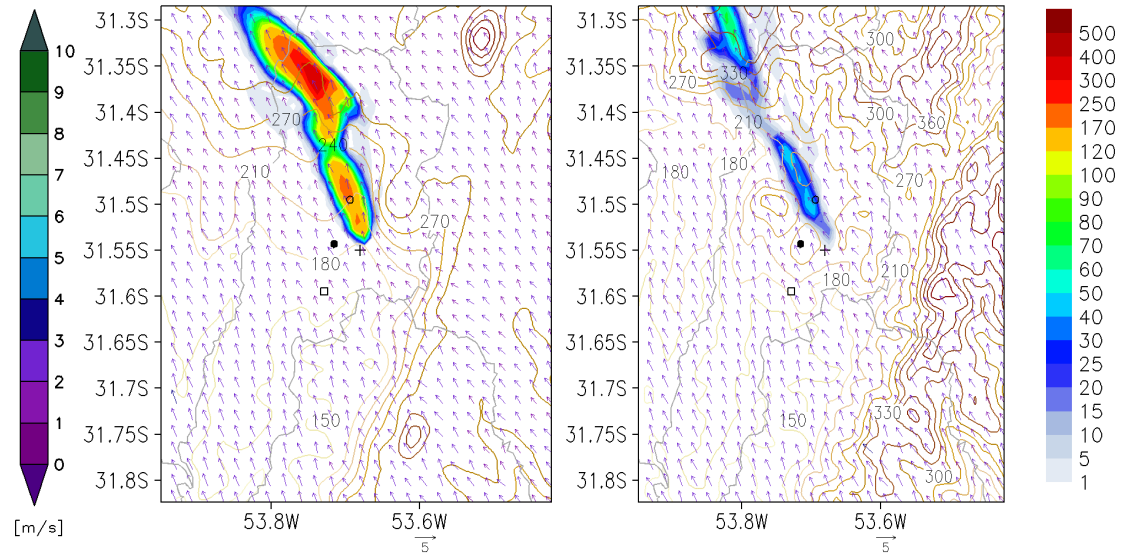 10
9
8
7
6
5
4
3
2
1
0
[m/s]
31.3S
31.35S
31.4S
31.45S
31.5S
31.55S
31.6S
31.65S
31.7S
31.75S
31.8S
270
240
210
270
180
150
53.8W
53.6W
5
31.3S
31.35S
31.4S
31.45S
31.5S
31.55S
31.6S
31.65S
31.7S
31.75S
31.8S
300
330
270
300
360
210
180
180
270
210
180
330
150
300
53.8W
53.6W
5
500
400
300
250
170
120
100
90
80
70
60
50
40
30
25
20
15
10
5
1